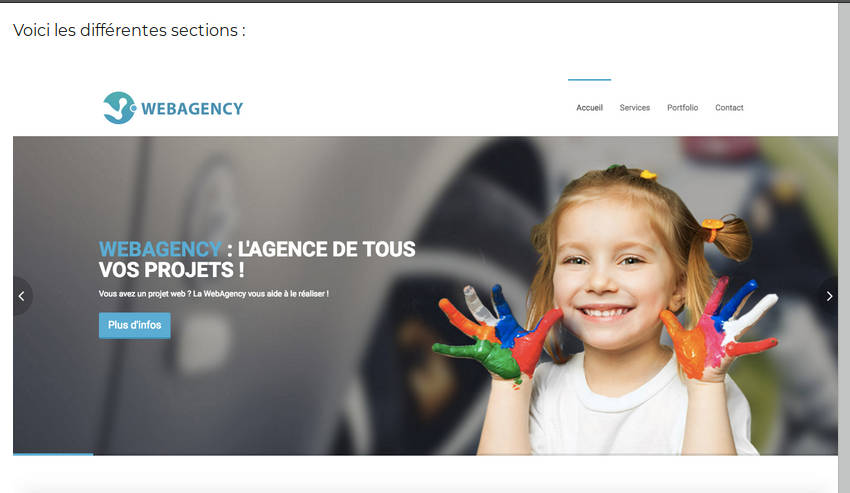 Voici les différentes sections :
WEBAGENCY
Accueil Services Portfolio Contact
WEBAGENCY : L'AGENCE DE TOUS
VOS PROJETS !
Vous avez un projet web ? La WebAgency vous aide à le réaliser !
Plus d'infos